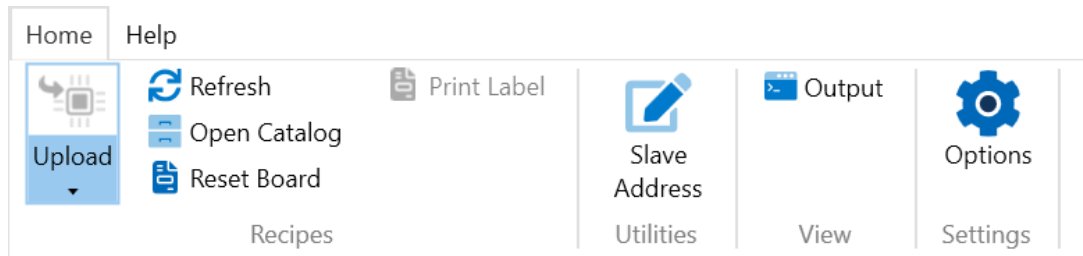 Home Help
Upload
Refresh
Open Catalog
Reset Board
Print Label
Recipes
Slave
Address
Utilities
Output
View
Options
Settings